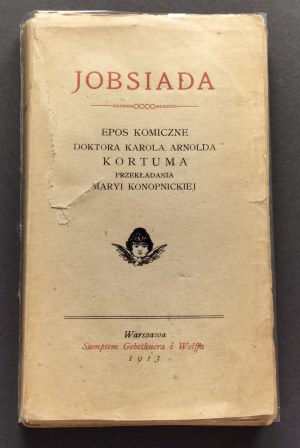 JOBSIADA
EPOS KOMICZNE
DOKTORA KAROLA ARNOLDA
KORTUMA
PRZEKŁADANIA
MARYI KONOPNICKIEJ
Warszawa
Sumptem Gebethnera i Wolffa
1913